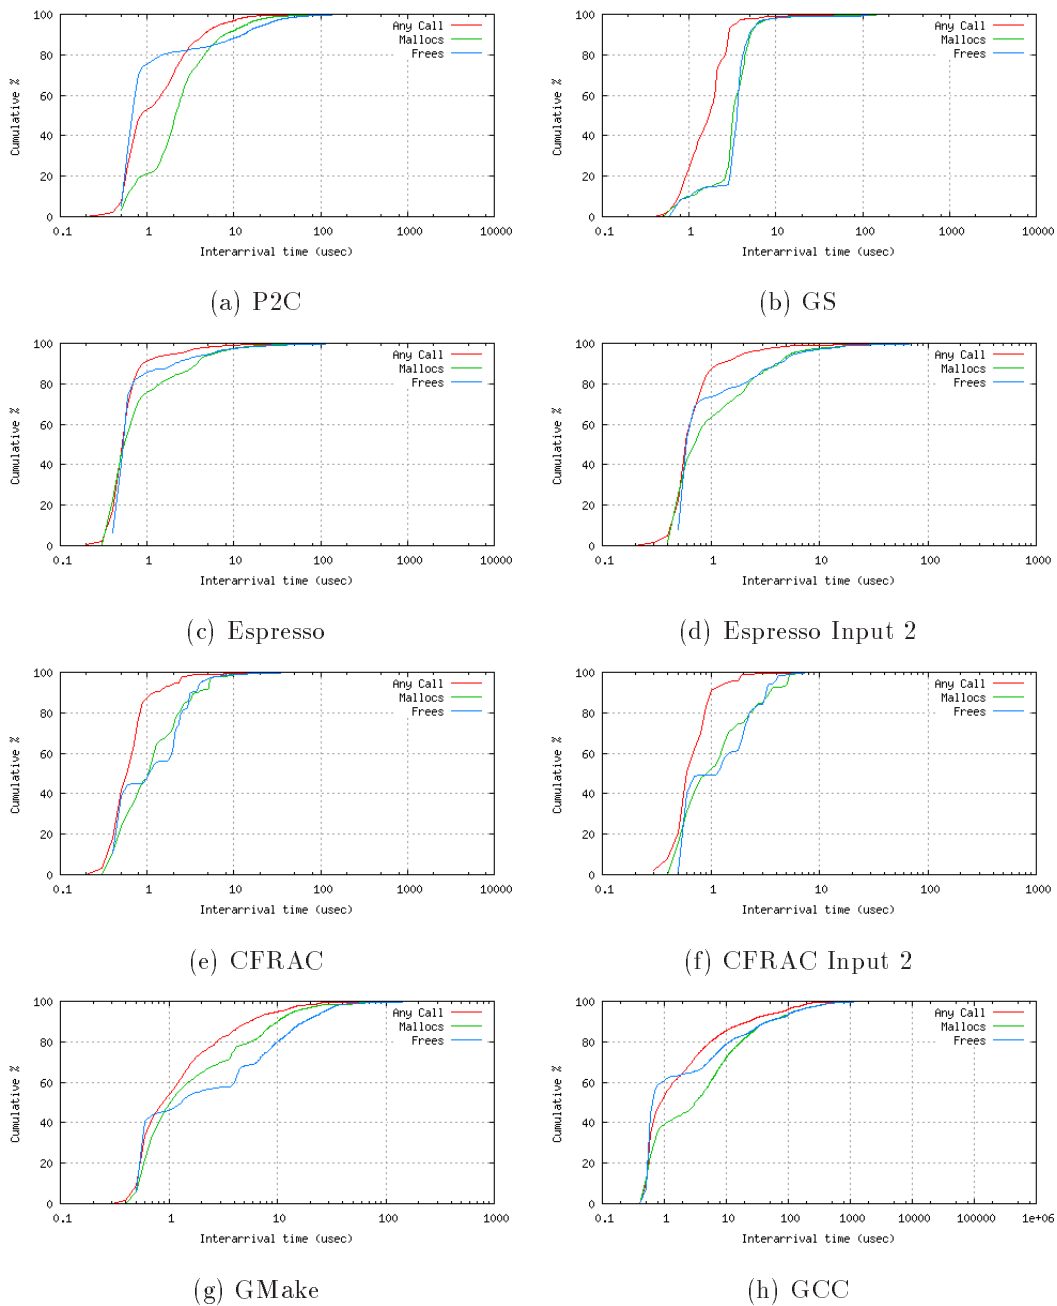 100
80
60
40
20
0
Cumulative %
Any Call
Mallocs
Frees
0.1 1 10 100 1000 10000
Interarrival time (usec)
(a) P2C
100
80
60
40
20
0
Cumulative %
Any Call
Mallocs
Frees
0.1 1 10 100 1000 10000
Interarrival time (usec)
(b) GS
100
80
60
40
20
0
Cumulative %
Any Call
Mallocs
Frees
0.1 1 10 100 1000 10000
Interarrival time (usec)
(c) Espresso
100
80
60
40
20
0
Cumulative %
Any Call
Mallocs
Frees
0.1 1 10 100 1000
Interarrival time (usec)
(d) Espresso Input 2
100
80
60
40
20
0
Cumulative %
Any Call
Mallocs
Frees
0.1 1 10 100 1000 10000
Interarrival time (usec)
(e) CFRAC
100
80
60
40
20
0
Cumulative %
Any Call
Mallocs
Frees
0.1 1 10 100 1000
Interarrival time (usec)
(f) CFRAC Input 2
100
80
60
40
20
0
Cumulative %
Any Call
Mallocs
Frees
0.1 1 10 100 1000
Interarrival time (usec)
(g) GMake
100
80
60
40
20
0
Cumulative %
Any Call
Mallocs
Frees
0.1 1 10 100 1000 10000 100000 1e+06
Interarrival time (usec)
(h) GCC